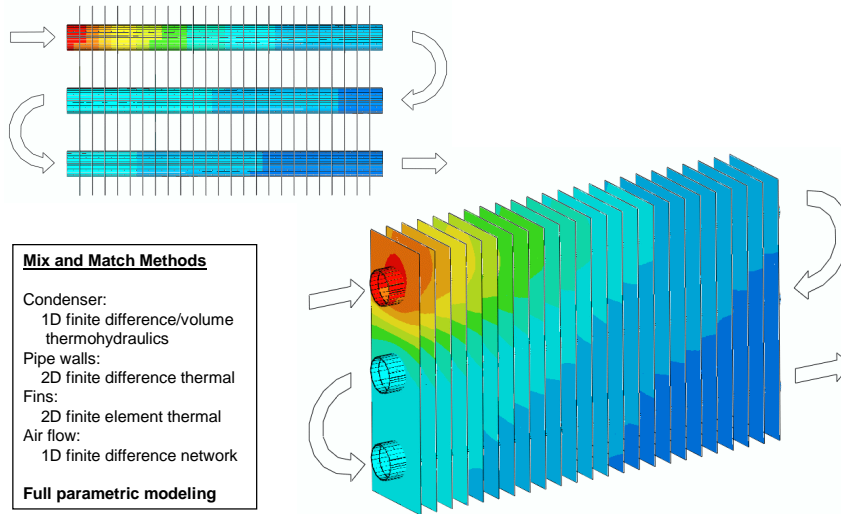 Mix and Match Methods
Condenser:
1D finite difference/volume
thermohydraulics
Pipe walls:
2D finite difference thermal
Fins:
2D finite element thermal
Air flow:
1D finite difference network
Full parametric modeling